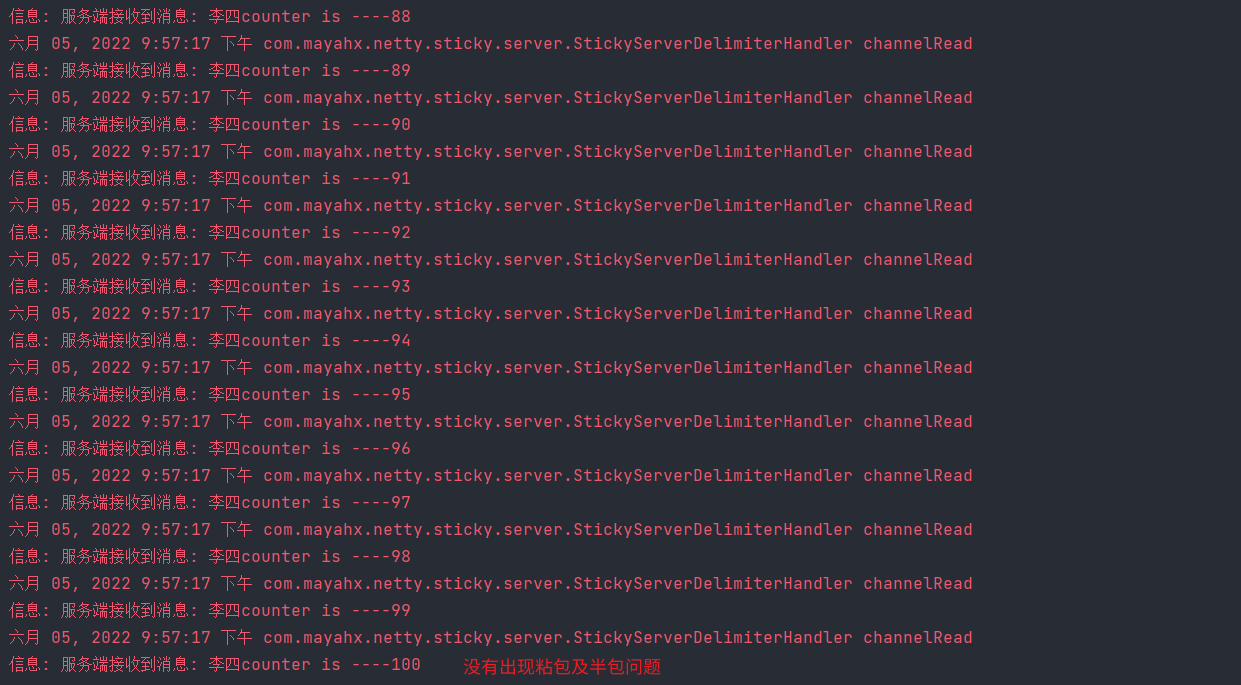 信息: 服务端接收到消息: 李四counter is ----88
六月 05, 2022 9:57:17 下午 com.mayahx.netty.sticky.server.StickyServerDelimiterHandler channelRead
信息: 服务端接收到消息: 李四counter is ----89
六月 05, 2022 9:57:17 下午 com.mayahx.netty.sticky.server.StickyServerDelimiterHandler channelRead
信息: 服务端接收到消息: 李四counter is ----90
六月 05, 2022 9:57:17 下午 com.mayahx.netty.sticky.server.StickyServerDelimiterHandler channelRead
信息: 服务端接收到消息: 李四counter is ----91
六月 05, 2022 9:57:17 下午 com.mayahx.netty.sticky.server.StickyServerDelimiterHandler channelRead
信息: 服务端接收到消息: 李四counter is ----92
六月 05, 2022 9:57:17 下午 com.mayahx.netty.sticky.server.StickyServerDelimiterHandler channelRead
信息: 服务端接收到消息: 李四counter is ----93
六月 05, 2022 9:57:17 下午 com.mayahx.netty.sticky.server.StickyServerDelimiterHandler channelRead
信息: 服务端接收到消息: 李四counter is ----94
六月 05, 2022 9:57:17 下午 com.mayahx.netty.sticky.server.StickyServerDelimiterHandler channelRead
信息: 服务端接收到消息: 李四counter is ----95
六月 05, 2022 9:57:17 下午 com.mayahx.netty.sticky.server.StickyServerDelimiterHandler channelRead
信息: 服务端接收到消息: 李四counter is ----96
六月 05, 2022 9:57:17 下午 com.mayahx.netty.sticky.server.StickyServerDelimiterHandler channelRead
信息: 服务端接收到消息: 李四counter is ----97
六月 05, 2022 9:57:17 下午 com.mayahx.netty.sticky.server.StickyServerDelimiterHandler channelRead
信息: 服务端接收到消息: 李四counter is ----98
六月 05, 2022 9:57:17 下午 com.mayahx.netty.sticky.server.StickyServerDelimiterHandler channelRead
信息: 服务端接收到消息: 李四counter is ----99
六月 05, 2022 9:57:17 下午 com.mayahx.netty.sticky.server.StickyServerDelimiterHandler channelRead
信息: 服务端接收到消息: 李四counter is ----100 没有出现粘包及半包问题